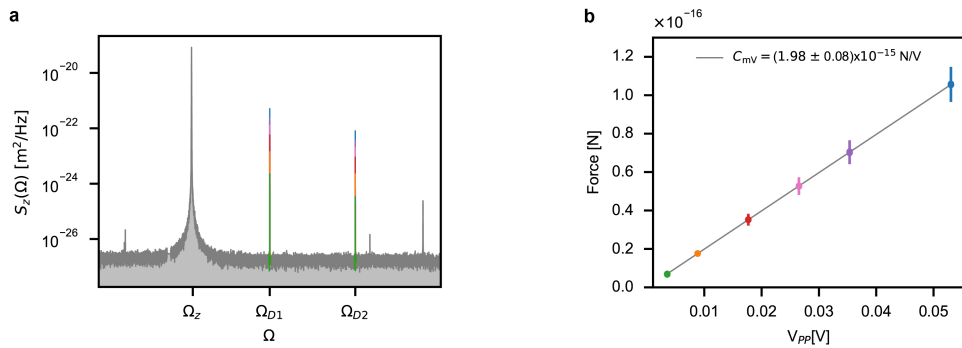 a
S_z(Ω) [m²/Hz]
10⁻²⁰
10⁻²²
10⁻²⁴
10⁻²⁶
Ω_z
Ω_D1
Ω_D2
Ω
b
×10⁻¹⁶
C_mV = (1.98 ± 0.08)x10⁻¹⁵ N/V
Force [N]
1.2
1.0
0.8
0.6
0.4
0.2
0.0
0.01
0.02
0.03
0.04
0.05
V_PP[V]